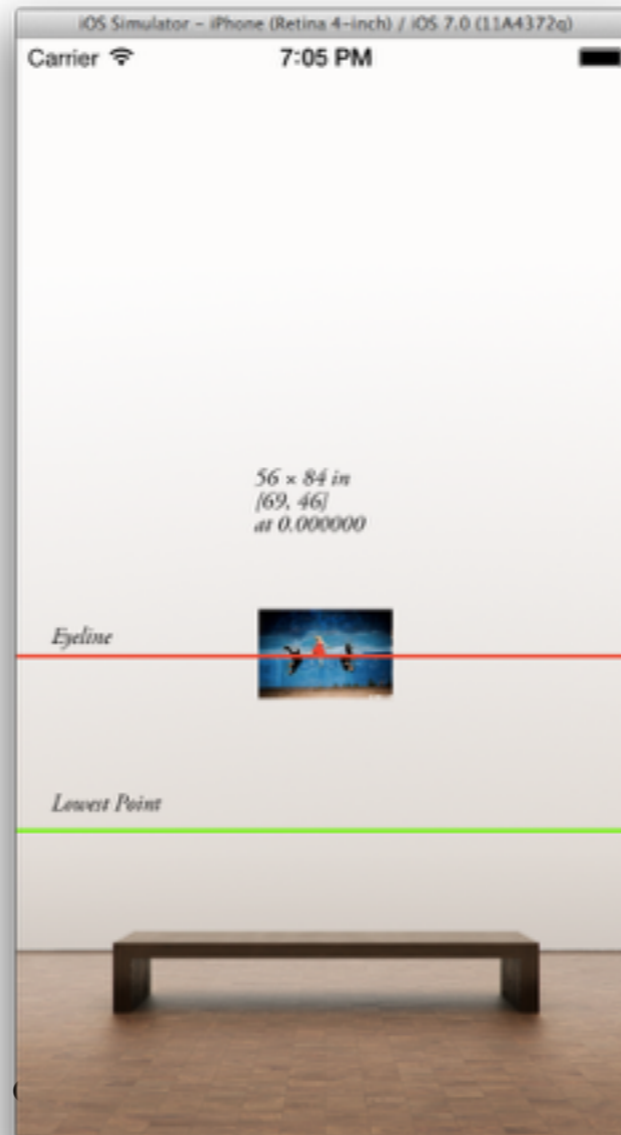 iOS Simulator – iPhone (Retina 4-inch) / iOS 7.0 (11A4372q)
Carrier 7:05 PM
56 × 84 in
[69, 46]
at 0.000000
Eyeline
Lowest Point